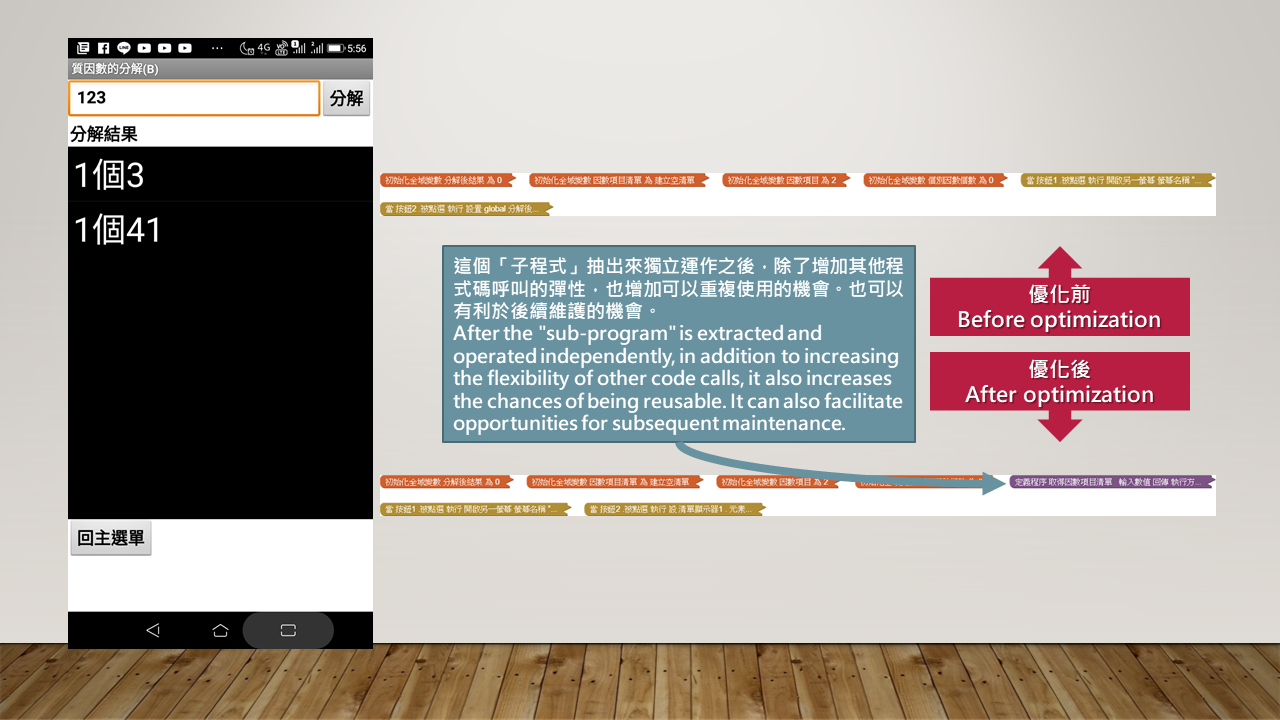 5:56
質因數的分解(B)
123
分解
分解結果
1個3
1個41
回主選單
初始化全域變數 分解後結果 為 0
初始化全域變數 因數項目清單 為 建立空清單
初始化全域變數 因數項目 為 2
初始化全域變數 個別因數個數 為 0
當 按鈕1 .被點選 執行 開啟另一螢幕 螢幕名稱 "...
當 按鈕2 .被點選 執行 設置 global 分解後...
這個「子程式」抽出來獨立運作之後，除了增加其他程
式碼呼叫的彈性，也增加可以重複使用的機會。也可以
有利於後續維護的機會。
After the "sub-program" is extracted and
operated independently, in addition to increasing
the flexibility of other code calls, it also increases
the chances of being reusable. It can also facilitate
opportunities for subsequent maintenance.
優化前
Before optimization
優化後
After optimization
初始化全域變數 分解後結果 為 0
初始化全域變數 因數項目清單 為 建立空清單
初始化全域變數 因數項目 為 2
定義程序 取得因數項目清單 輸入數值 回傳 執行方...
當 按鈕1 .被點選 執行 開啟另一螢幕 螢幕名稱 "...
當 按鈕2 .被點選 執行 設 清單顯示器1 . 元素...